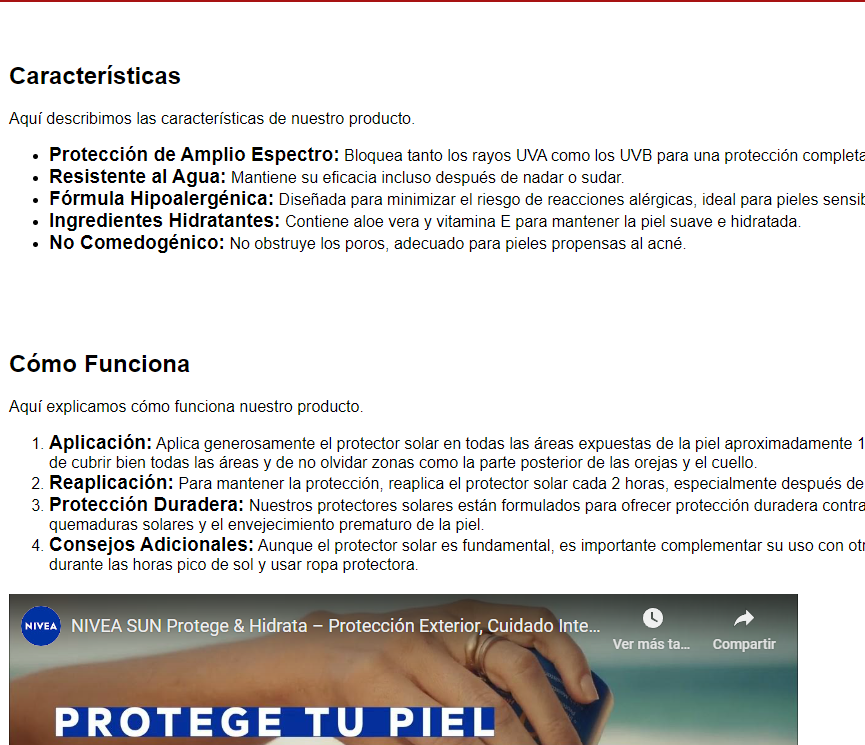 Características
Aquí describimos las características de nuestro producto.
Protección de Amplio Espectro: Bloquea tanto los rayos UVA como los UVB para una protección completa
Resistente al Agua: Mantiene su eficacia incluso después de nadar o sudar.
Fórmula Hipoalergénica: Diseñada para minimizar el riesgo de reacciones alérgicas, ideal para pieles
Ingredientes Hidratantes: Contiene aloe vera y vitamina E para mantener la piel suave e hidratada.
No Comedogénico: No obstruye los poros, adecuado para pieles propensas al acné.
Cómo Funciona
Aquí explicamos cómo funciona nuestro producto.
1. Aplicación: Aplica generosamente el protector solar en todas las áreas expuestas de la piel aproximadamente
de cubrir bien todas las áreas y de no olvidar zonas como la parte posterior de las orejas y el cuello.
2. Reaplicación: Para mantener la protección, reaplica el protector solar cada 2 horas, especialmente después de
3. Protección Duradera: Nuestros protectores solares están formulados para ofrecer protección duradera contra
quemaduras solares y el envejecimiento prematuro de la piel.
4. Consejos Adicionales: Aunque el protector solar es fundamental, es importante complementar su uso con
durante las horas pico de sol y usar ropa protectora.
NIVEA NIVEA SUN Protege & Hidrata – Protección Exterior, Cuidado Inte...
Ver más ta... Compartir
PROTEGE TU PIEL